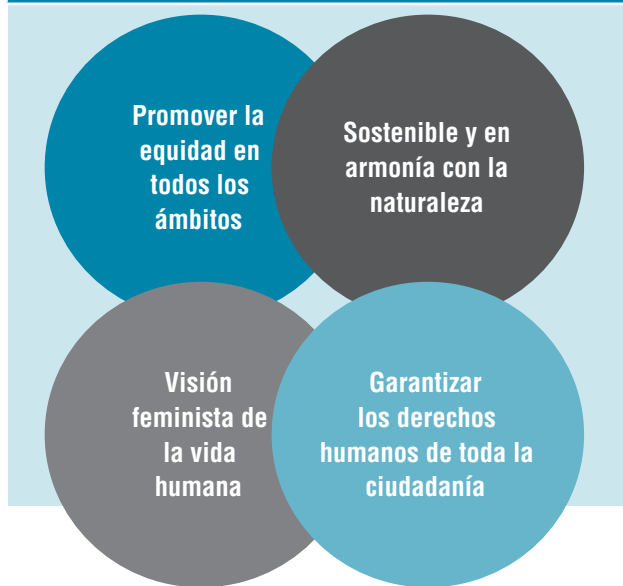 Promover la
equidad en
todos los
ámbitos
Sostenible y en
armonía con la
naturaleza
Visión
feminista de
la vida
humana
Garantizar
los derechos
humanos de toda la
ciudadanía